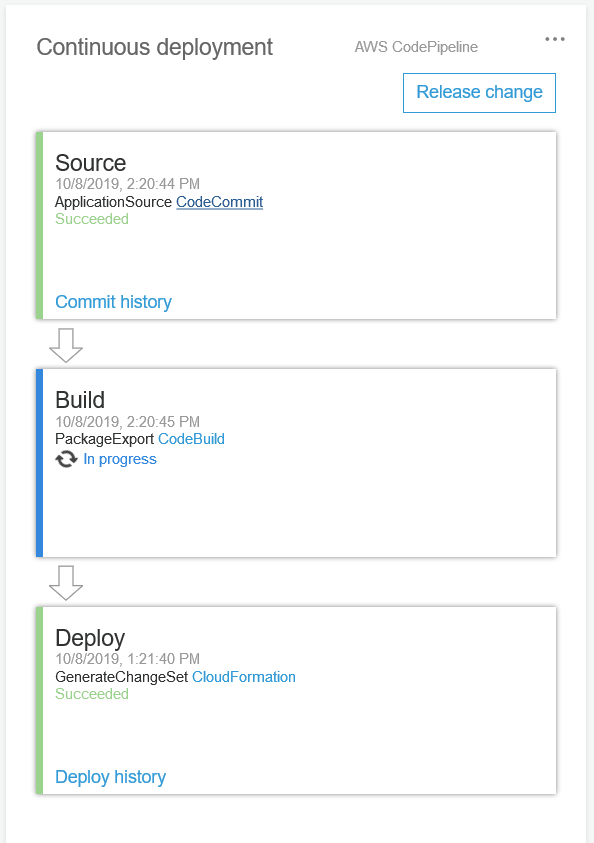 Continuous deployment
AWS CodePipeline
Release change
Source
10/8/2019, 2:20:44 PM
ApplicationSource CodeCommit
Succeeded
Commit history
Build
10/8/2019, 2:20:45 PM
PackageExport CodeBuild
In progress
Deploy
10/8/2019, 1:21:40 PM
GenerateChangeSet CloudFormation
Succeeded
Deploy history